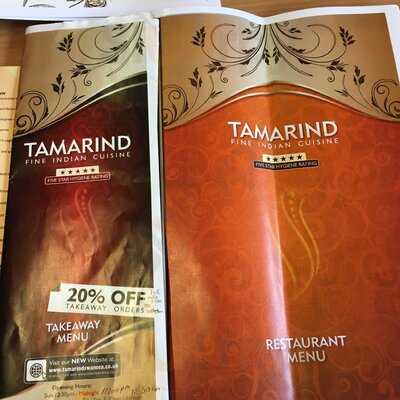 TAMARIND
FINE INDIAN CUISINE
★★★★★
FIVE STAR HYGIENE RATING
20% OFF
TAKEAWAY ORDERS
TAKEAWAY
MENU
Visit our NEW Website at...
Opening Hours:
TAMARIND
FINE INDIAN CUISINE
★★★★★
FIVE STAR HYGIENE RATING
RESTAURANT
MENU